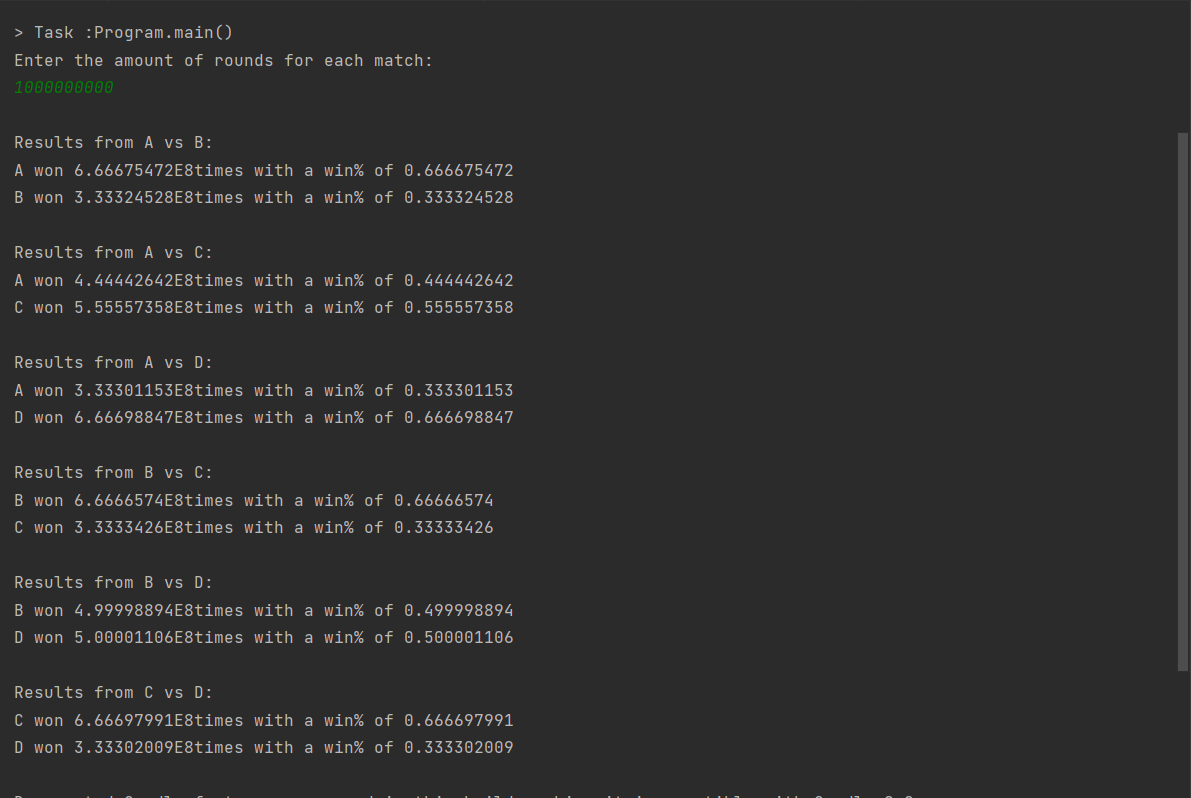 > Task :Program.main()
Enter the amount of rounds for each match:
1000000000
Results from A vs B:
A won 6.66675472E8times with a win% of 0.666675472
B won 3.33324528E8times with a win% of 0.333324528
Results from A vs C:
A won 4.44442642E8times with a win% of 0.444442642
C won 5.55557358E8times with a win% of 0.555557358
Results from A vs D:
A won 3.33301153E8times with a win% of 0.333301153
D won 6.66698847E8times with a win% of 0.666698847
Results from B vs C:
B won 6.6666574E8times with a win% of 0.66666574
C won 3.3333426E8times with a win% of 0.33333426
Results from B vs D:
B won 4.99998894E8times with a win% of 0.499998894
D won 5.00001106E8times with a win% of 0.500001106
Results from C vs D:
C won 6.66697991E8times with a win% of 0.666697991
D won 3.33302009E8times with a win% of 0.333302009